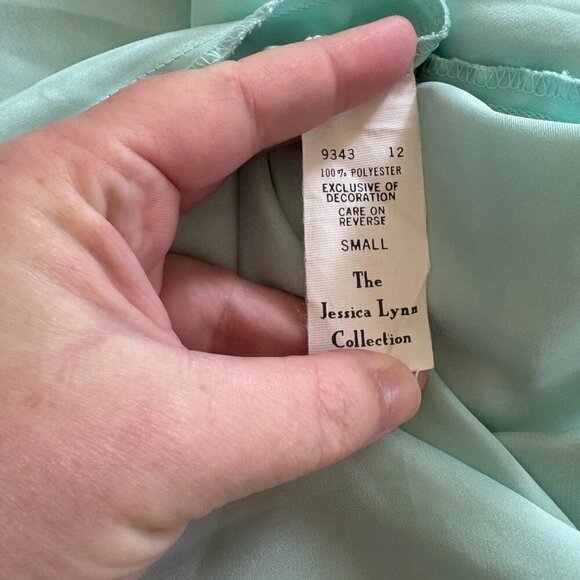 9343 12
100% POLYESTER
EXCLUSIVE OF
DECORATION
CARE ON
REVERSE
SMALL
The
Jessica Lynn
Collection